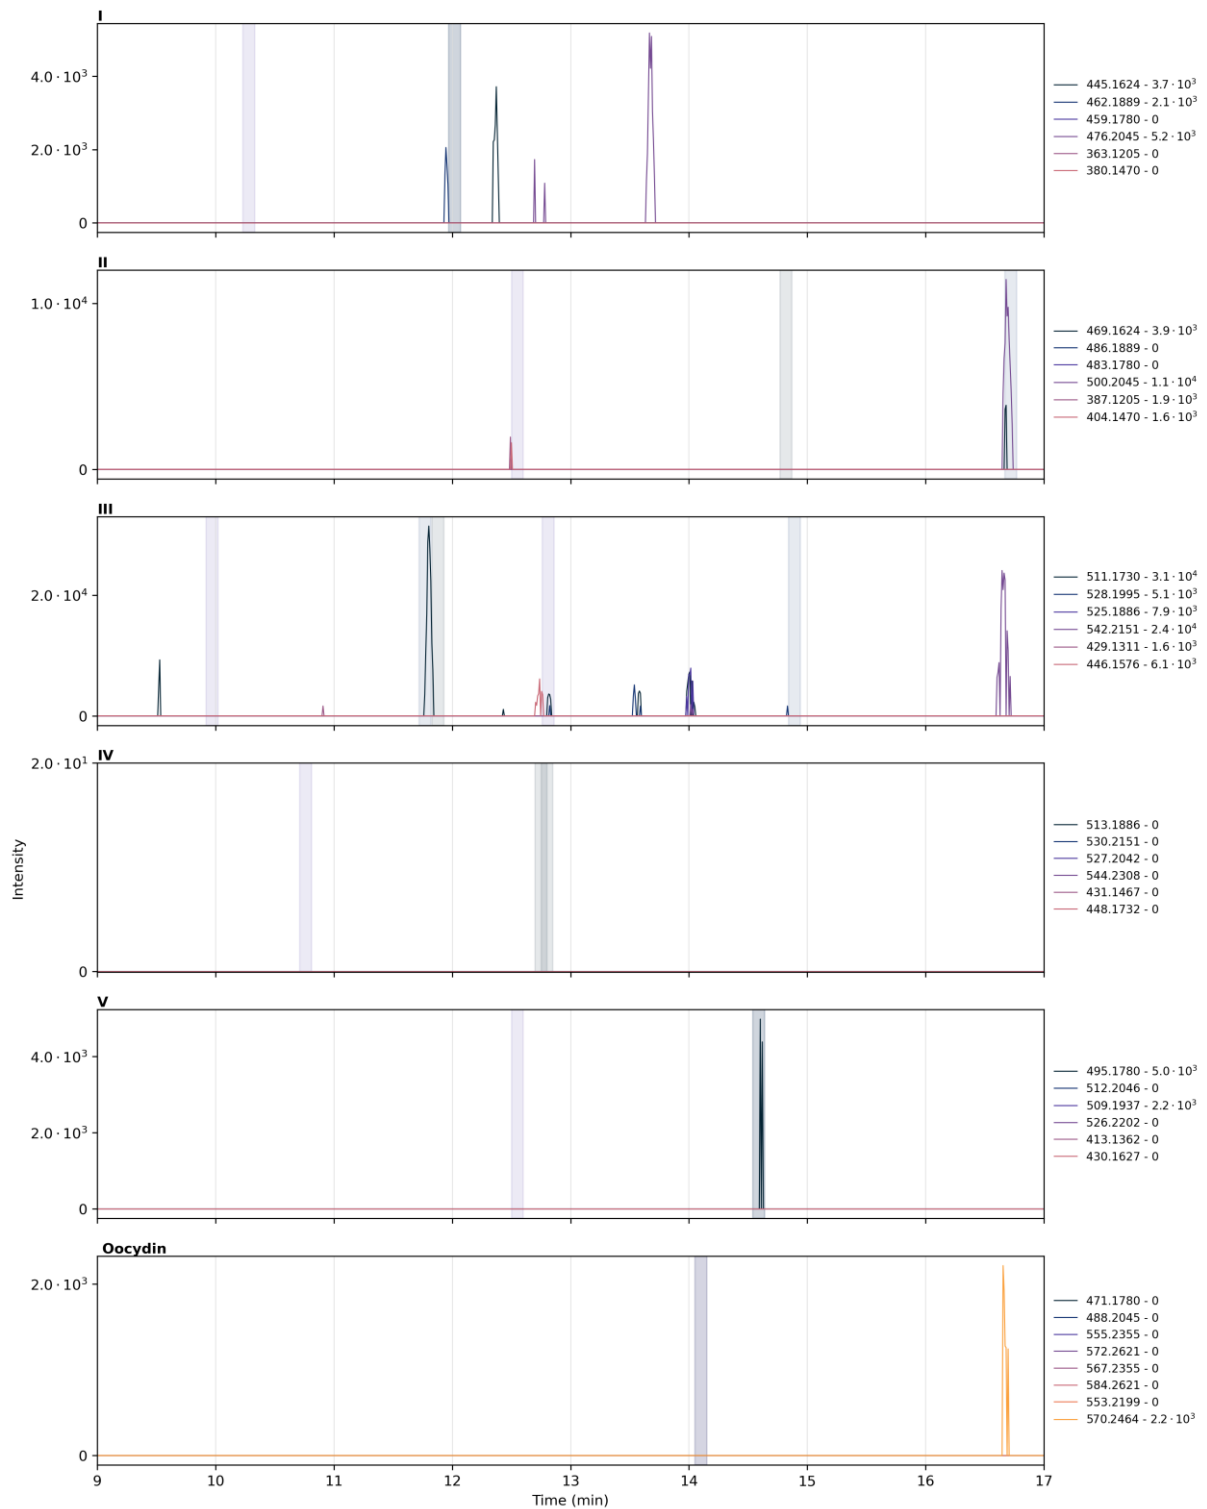 I
4.0 · 10³
2.0 · 10³
0
445.1624 - 3.7 · 10³
462.1889 - 2.1 · 10³
459.1780 - 0
476.2045 - 5.2 · 10³
363.1205 - 0
380.1470 - 0
II
1.0 · 10⁴
0
469.1624 - 3.9 · 10³
486.1889 - 0
483.1780 - 0
500.2045 - 1.1 · 10⁴
387.1205 - 1.9 · 10³
404.1470 - 1.6 · 10³
III
2.0 · 10⁴
0
511.1730 - 3.1 · 10⁴
528.1995 - 5.1 · 10³
525.1886 - 7.9 · 10³
542.2151 - 2.4 · 10⁴
429.1311 - 1.6 · 10³
446.1576 - 6.1 · 10³
IV
2.0 · 10¹
0
513.1886 - 0
530.2151 - 0
527.2042 - 0
544.2308 - 0
431.1467 - 0
448.1732 - 0
Intensity
V
4.0 · 10³
2.0 · 10³
0
495.1780 - 5.0 · 10³
512.2046 - 0
509.1937 - 2.2 · 10³
526.2202 - 0
413.1362 - 0
430.1627 - 0
Oocydin
2.0 · 10³
0
471.1780 - 0
488.2045 - 0
555.2355 - 0
572.2621 - 0
567.2355 - 0
584.2621 - 0
553.2199 - 0
570.2464 - 2.2 · 10³
9 10 11 12 13 14 15 16 17
Time (min)